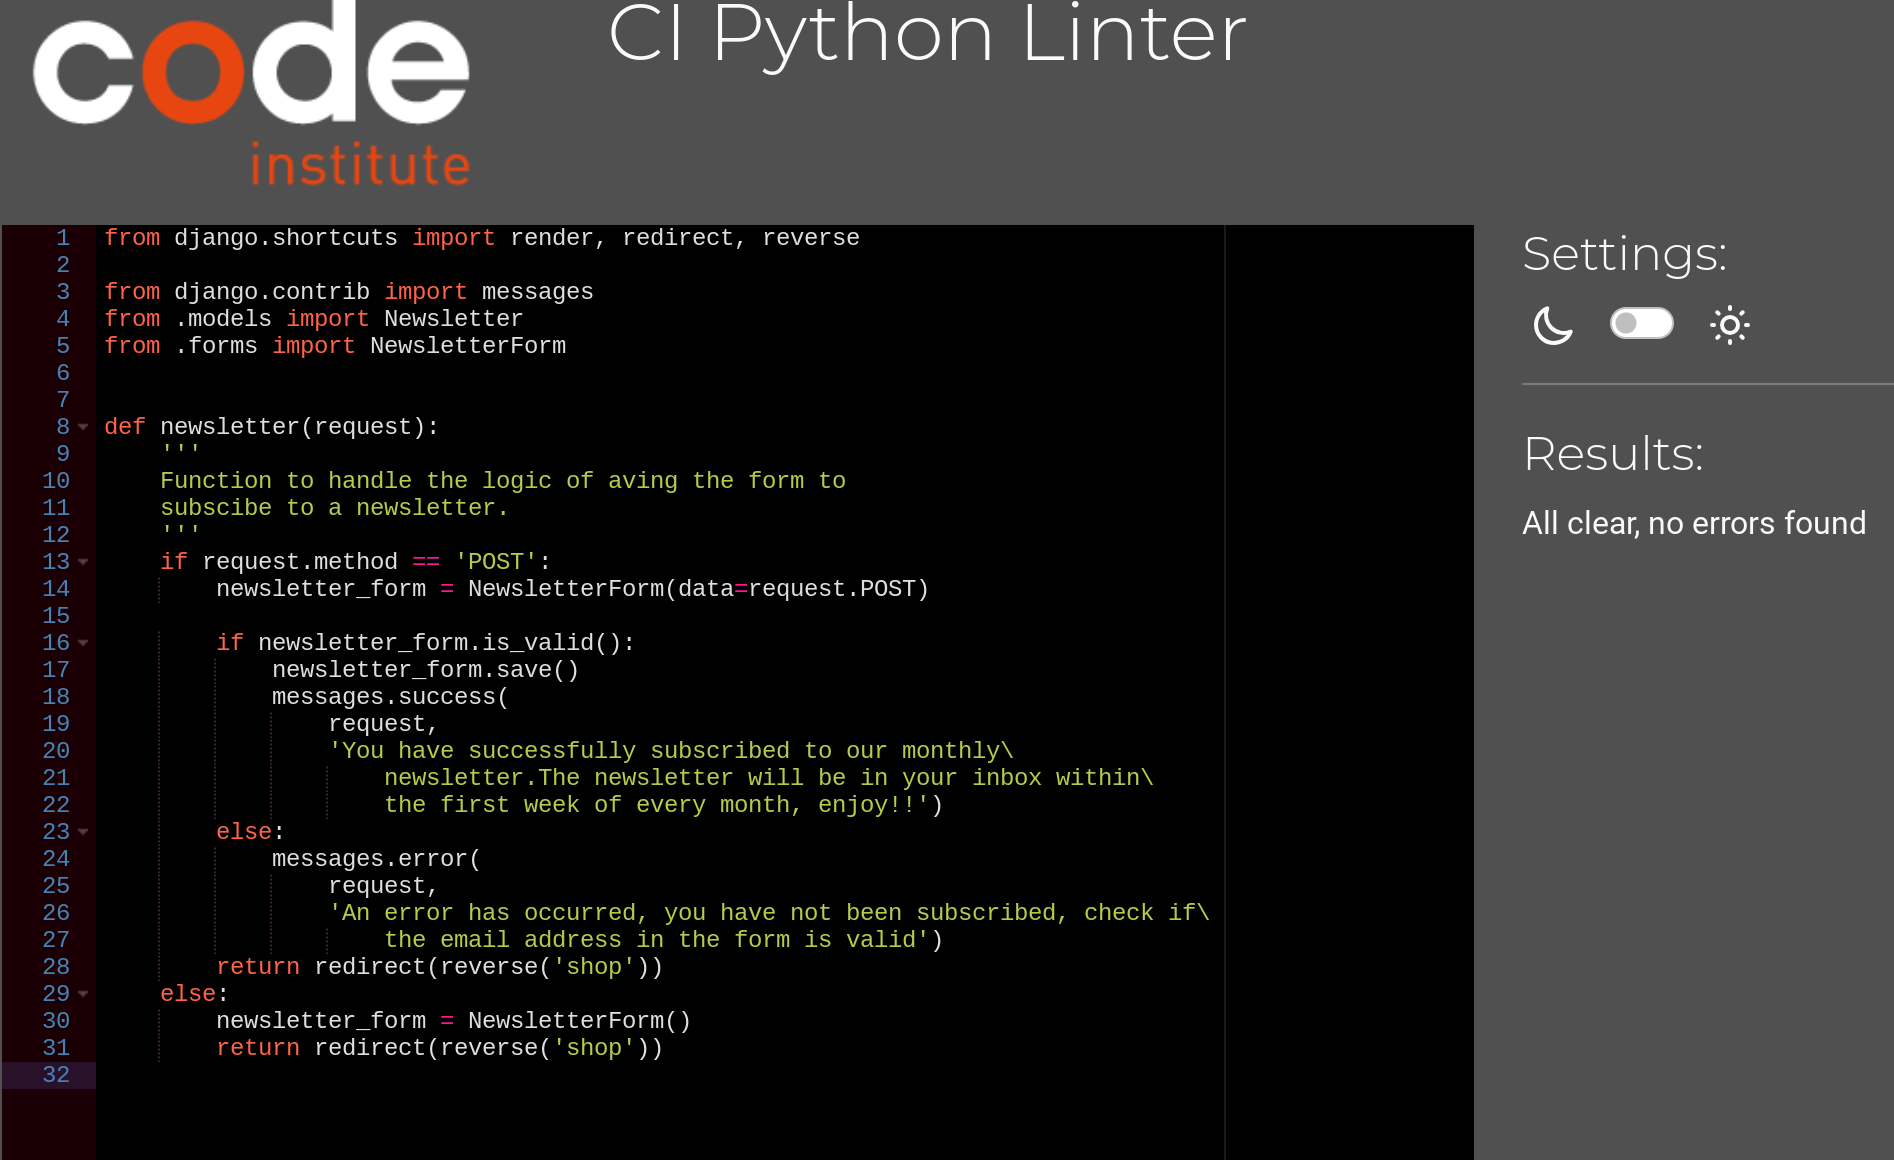 code
institute
CI Python Linter
1 from django.shortcuts import render, redirect, reverse
2
3 from django.contrib import messages
4 from .models import Newsletter
5 from .forms import NewsletterForm
6
7
8 def newsletter(request):
9     '''
10     Function to handle the logic of aving the form to
11     subscibe to a newsletter.
12     '''
13     if request.method == 'POST':
14         newsletter_form = NewsletterForm(data=request.POST)
15
16         if newsletter_form.is_valid():
17             newsletter_form.save()
18             messages.success(
19                 request,
20                 'You have successfully subscribed to our monthly\
21                     newsletter.The newsletter will be in your inbox within\
22                     the first week of every month, enjoy!!')
23         else:
24             messages.error(
25                 request,
26                 'An error has occurred, you have not been subscribed, check if\
27                     the email address in the form is valid')
28         return redirect(reverse('shop'))
29     else:
30         newsletter_form = NewsletterForm()
31         return redirect(reverse('shop'))
32
Settings:
Results:
All clear, no errors found